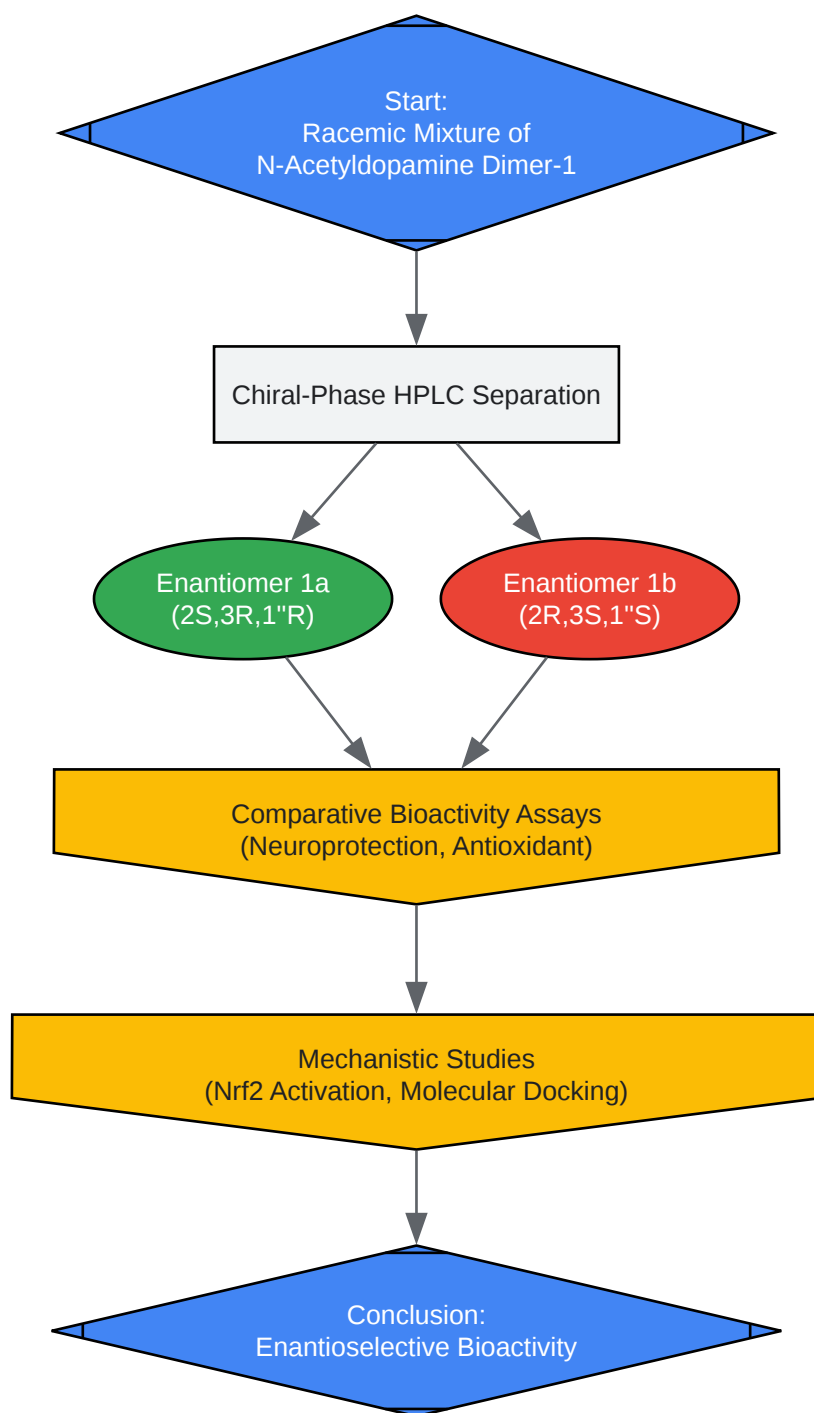 Start:
Racemic Mixture of
N-Acetyldopamine Dimer-1
Chiral-Phase HPLC Separation
Enantiomer 1a
(2S,3R,1"R)
Enantiomer 1b
(2R,3S,1"S)
Comparative Bioactivity Assays
(Neuroprotection, Antioxidant)
Mechanistic Studies
(Nrf2 Activation, Molecular Docking)
Conclusion:
Enantioselective Bioactivity